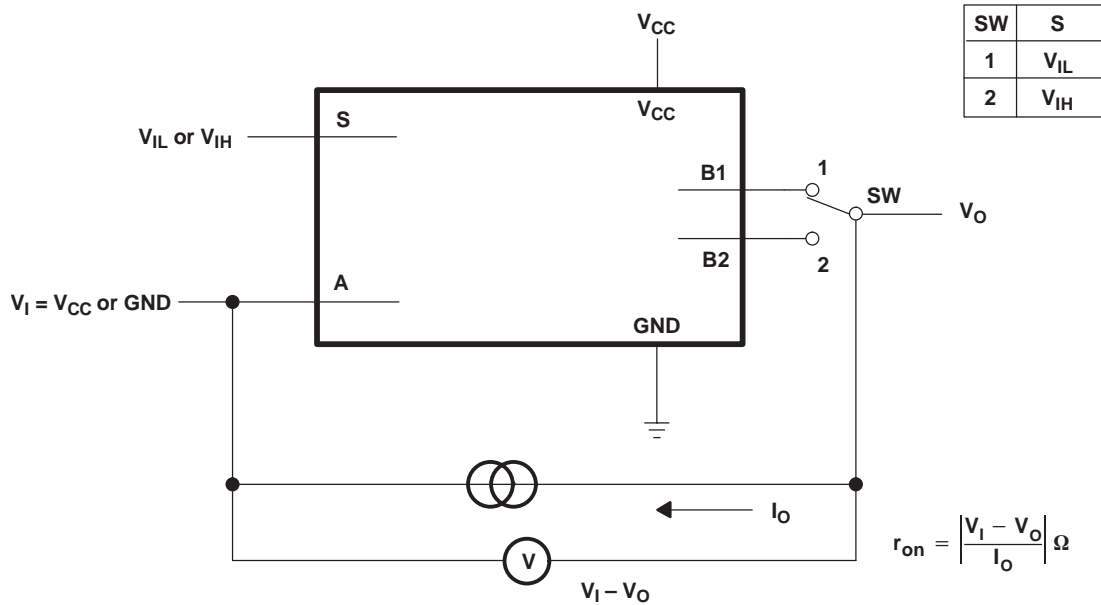 VCC
SW S
1 VIL
2 VIH
VCC
S
VIL or VIH
B1
1
SW
VO
B2
2
A
VI = VCC or GND
GND
IO
V
VI – VO
ron = |VI – VO / IO| Ω